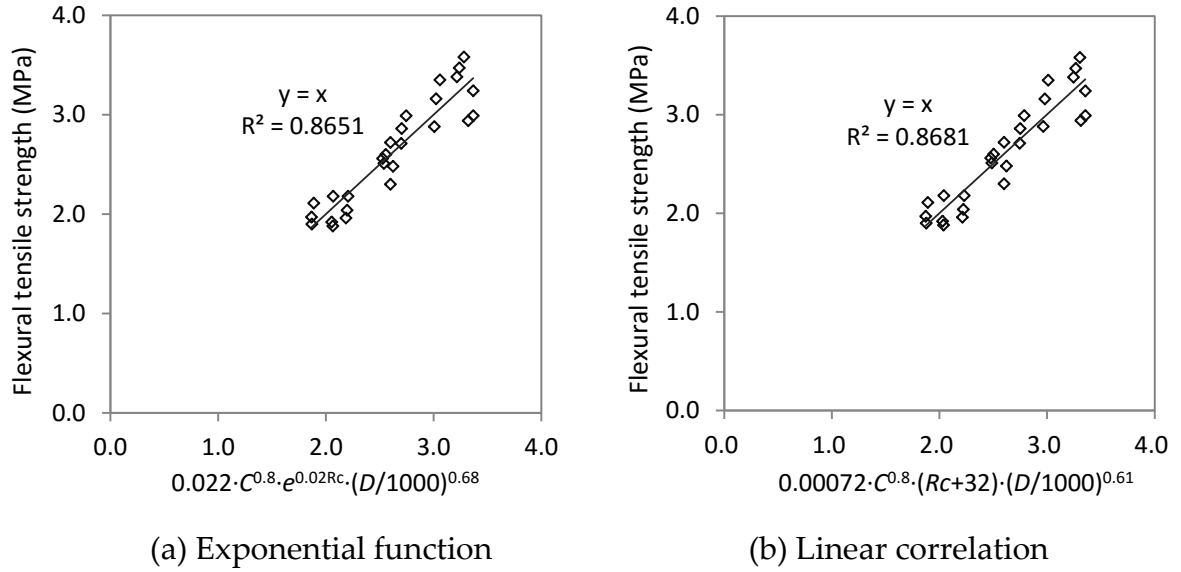 4.0
3.0
2.0
1.0
0.0
Flexural tensile strength (MPa)
y = x
R² = 0.8651
0.0 1.0 2.0 3.0 4.0
0.022·C^0.8·e^0.02Rc·(D/1000)^0.68
(a) Exponential function
4.0
3.0
2.0
1.0
0.0
Flexural tensile strength (MPa)
y = x
R² = 0.8681
0.0 1.0 2.0 3.0 4.0
0.00072·C^0.8·(Rc+32)·(D/1000)^0.61
(b) Linear correlation